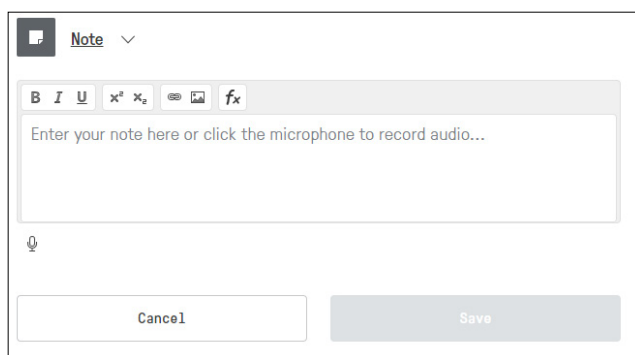 Note
B I U x² x₂ fx
Enter your note here or click the microphone to record audio...
Cancel Save